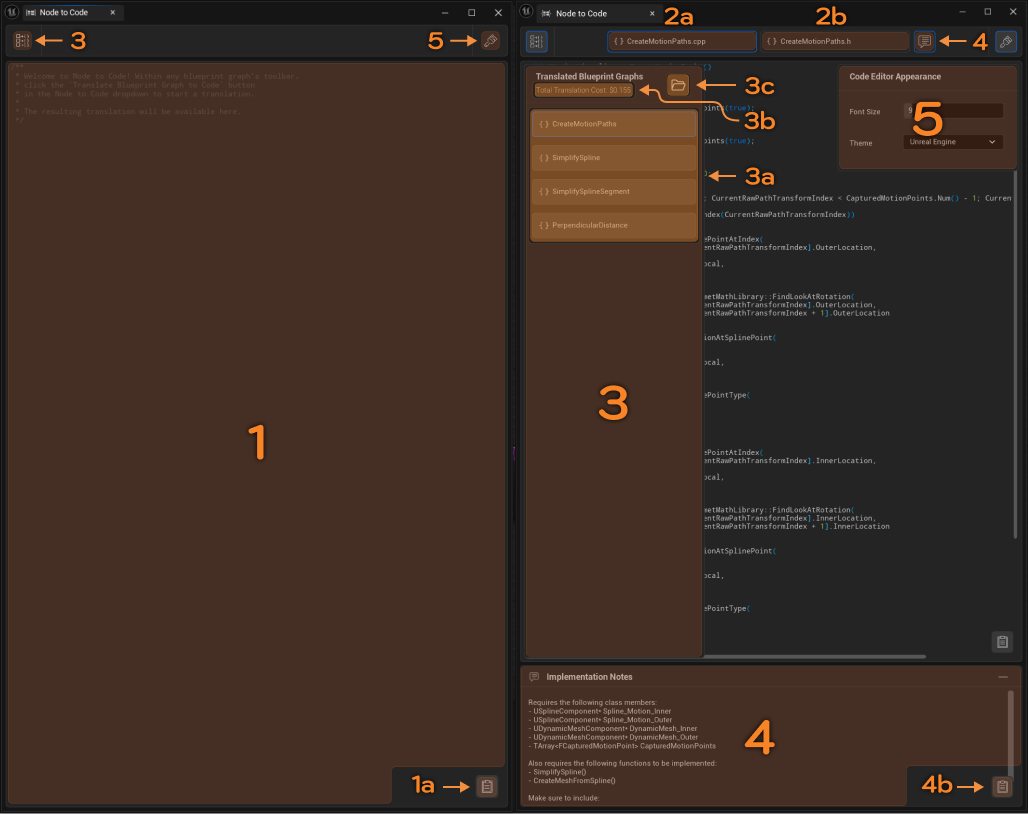 Node to Code
3
5
/**
* Welcome to Node to Code! Within any blueprint graph's toolbar,
* click the `Translate Blueprint Graph to Code` button
* in the Node to Code dropdown to start a translation.
*
* The resulting translation will be available here.
*/
1
1a
Node to Code
2a
2b
{ } CreateMotionPaths.cpp
{ } CreateMotionPaths.h
4
Translated Blueprint Graphs
Total Translation Cost: $0.155
3c
3b
{ } CreateMotionPaths
{ } SimplifySpline
{ } SimplifySplineSegment
{ } PerpendicularDistance
3a
3
Code Editor Appearance
Font Size
5
Theme
Unreal Engine
()
oints(true);
oints(true);
; CurrentRawPathTransformIndex < CapturedMotionPoints.Num() - 1; Curren
ndex(CurrentRawPathTransformIndex))
ePointAtIndex(
entRawPathTransformIndex].OuterLocation,
ocal,
metMathLibrary::FindLookAtRotation(
entRawPathTransformIndex].OuterLocation,
entRawPathTransformIndex + 1].OuterLocation
ionAtSplinePoint(
ocal,
ePointType(
ePointAtIndex(
entRawPathTransformIndex].InnerLocation,
ocal,
metMathLibrary::FindLookAtRotation(
entRawPathTransformIndex].InnerLocation,
entRawPathTransformIndex + 1].InnerLocation
ionAtSplinePoint(
ocal,
ePointType(
Implementation Notes
Requires the following class members:
- USplineComponent* Spline_Motion_Inner
- USplineComponent* Spline_Motion_Outer
- UDynamicMeshComponent* DynamicMesh_Inner
- UDynamicMeshComponent* DynamicMesh_Outer
- TArray<FCapturedMotionPoint> CapturedMotionPoints
Also requires the following functions to be implemented:
- SimplifySpline()
- CreateMeshFromSpline()
Make sure to include:
4
4b